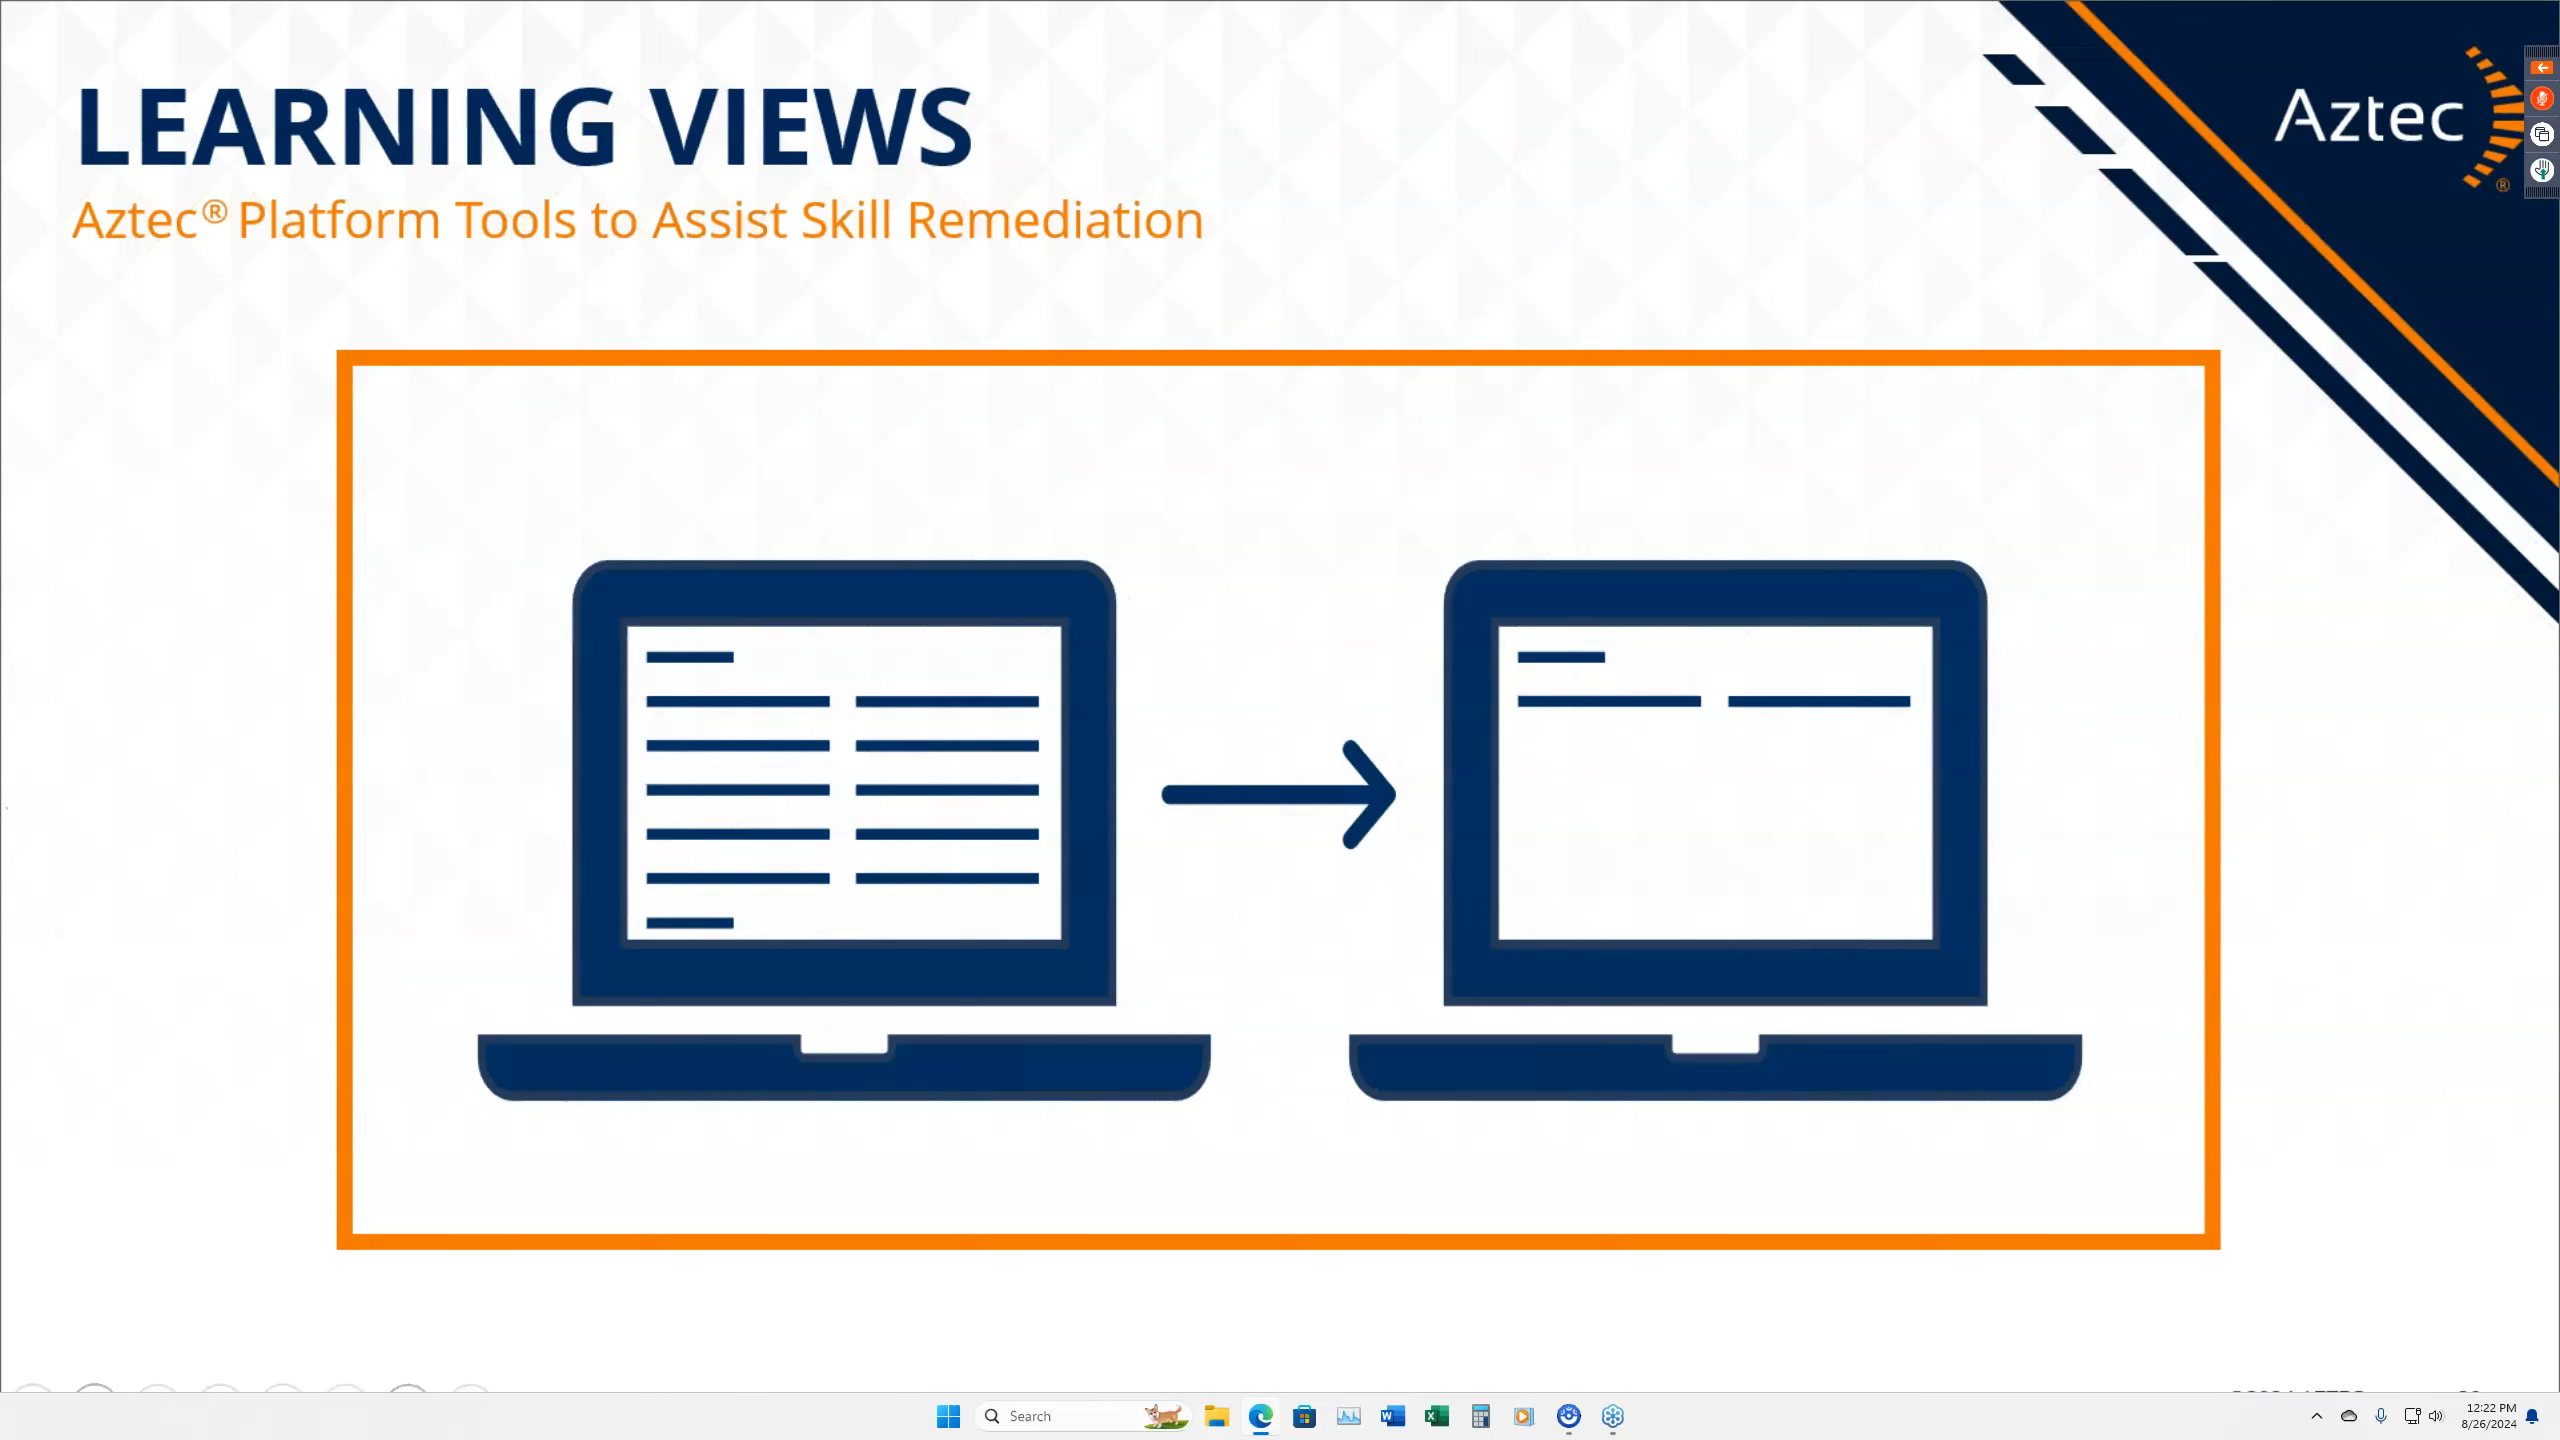 LEARNING VIEWS
Aztec® Platform Tools to Assist Skill Remediation
Aztec
®
Search
12:22 PM
8/26/2024